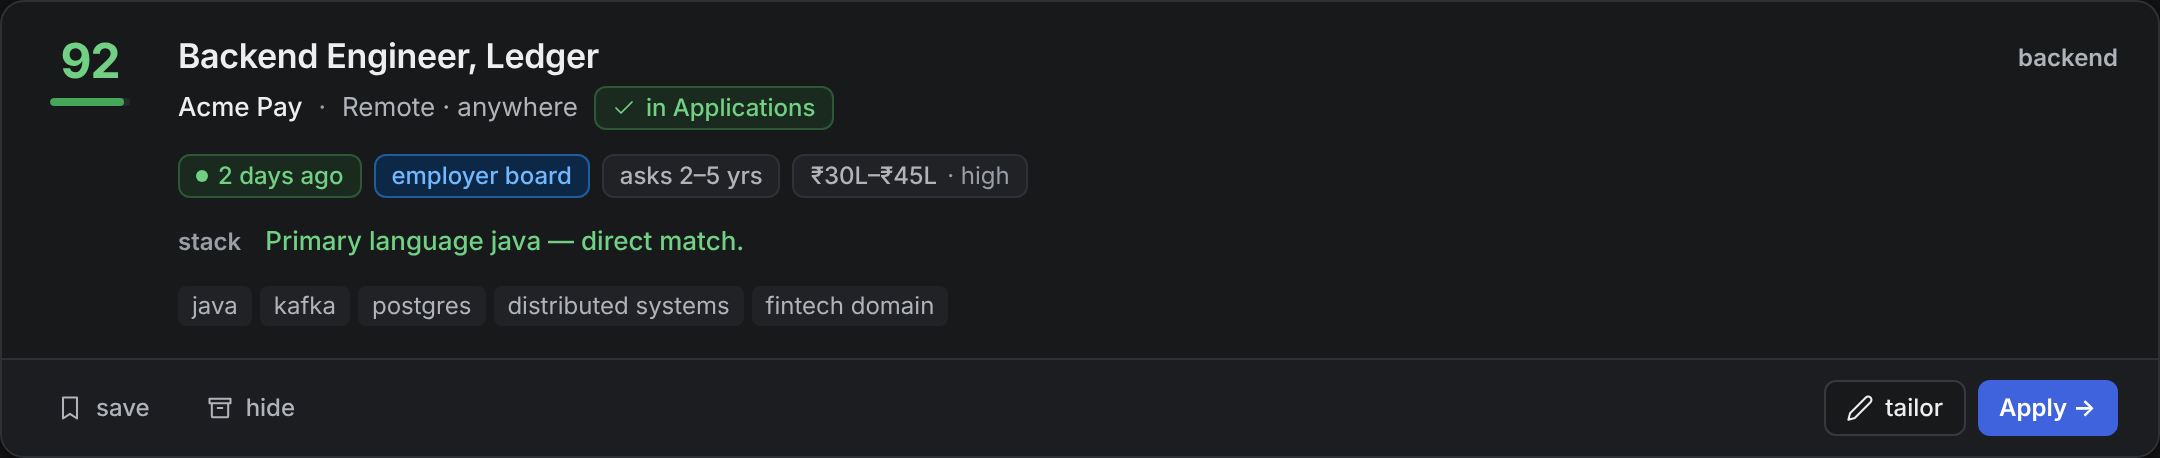 92
Backend Engineer, Ledger
backend
Acme Pay · Remote · anywhere ✓ in Applications
2 days ago employer board asks 2–5 yrs ₹30L–₹45L · high
stack Primary language java — direct match.
java kafka postgres distributed systems fintech domain
save hide tailor Apply →